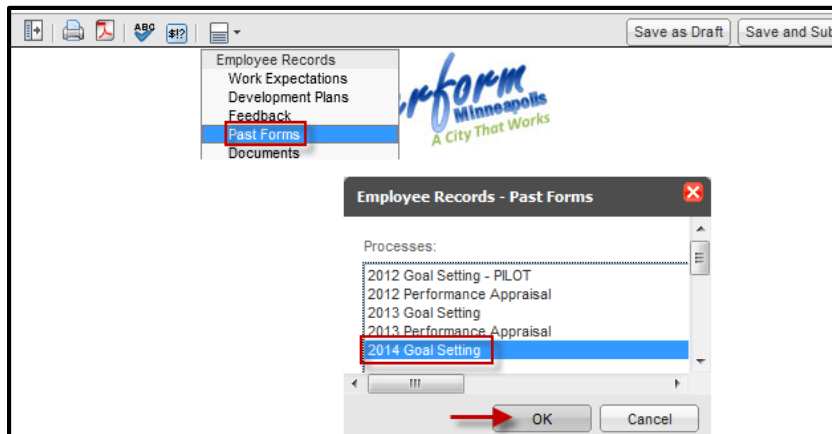 ABC
$!?
Save as Draft
Save and Sub
Employee Records
Work Expectations
Development Plans
Feedback
Past Forms
Documents
erform
Minneapolis
A City That Works
Employee Records - Past Forms
Processes:
2012 Goal Setting - PILOT
2012 Performance Appraisal
2013 Goal Setting
2013 Performance Appraisal
2014 Goal Setting
OK
Cancel